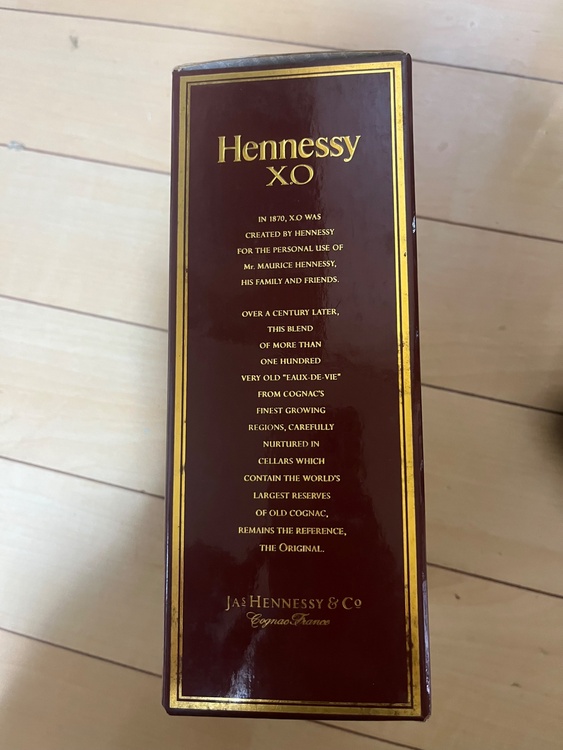 Hennessy
X.O
IN 1870, X.O WAS
CREATED BY HENNESSY
FOR THE PERSONAL USE OF
Mr. MAURICE HENNESSY,
HIS FAMILY AND FRIENDS.
OVER A CENTURY LATER,
THIS BLEND
OF MORE THAN
ONE HUNDRED
VERY OLD "EAUX-DE-VIE"
FROM COGNAC'S
FINEST GROWING
REGIONS, CAREFULLY
NURTURED IN
CELLARS WHICH
CONTAIN THE WORLD'S
LARGEST RESERVES
OF OLD COGNAC,
REMAINS THE REFERENCE,
THE ORIGINAL.
JAS HENNESSY & CO
Cognac France